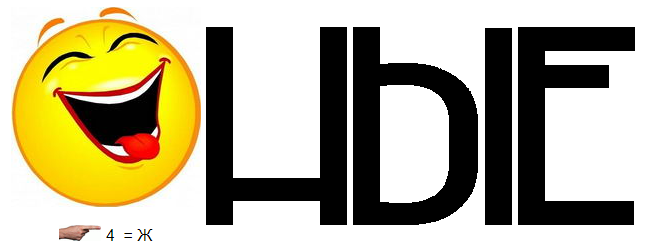 НЫЕ
4 = Ж